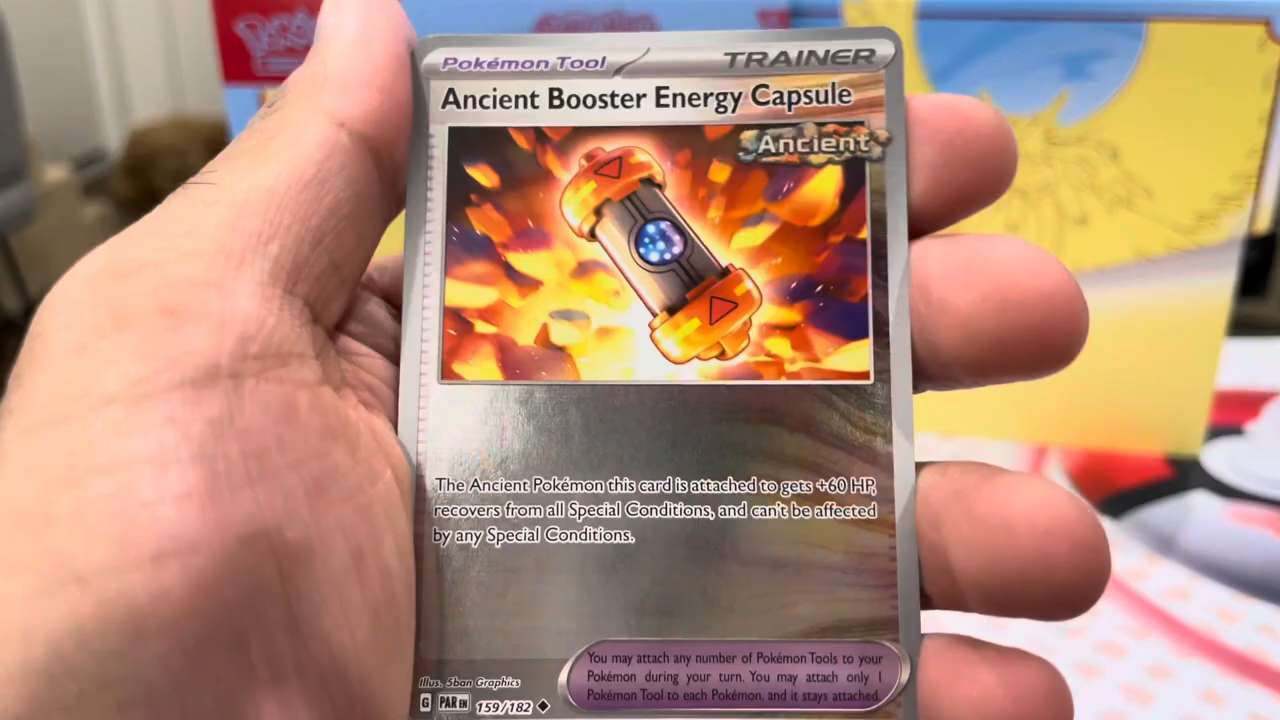 Pokémon Tool
TRAINER
Ancient Booster Energy Capsule
Ancient
The Ancient Pokémon this card is attached to gets +60 HP,
recovers from all Special Conditions, and can't be affected
by any Special Conditions.
You may attach any number of Pokémon Tools to your
Pokémon during your turn. You may attach only 1
Pokémon Tool to each Pokémon, and it stays attached.
Illus. 5ban Graphics
G PAR EN 159/182